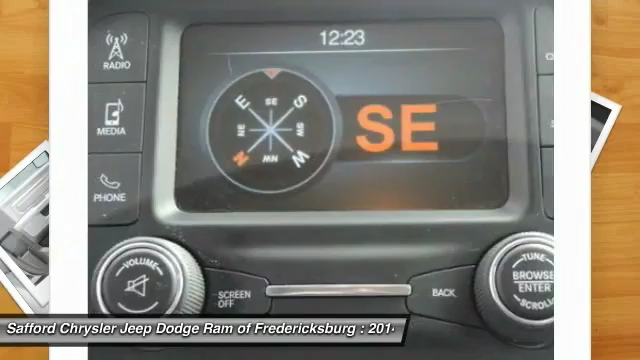 12:23
RADIO
MEDIA
PHONE
E
SE
S
NE
SW
N
NW
W
SE
VOLUME
SCREEN
OFF
BACK
TUNE
BROWSE
ENTER
SCROLL
Safford Chrysler Jeep Dodge Ram of Fredericksburg : 201